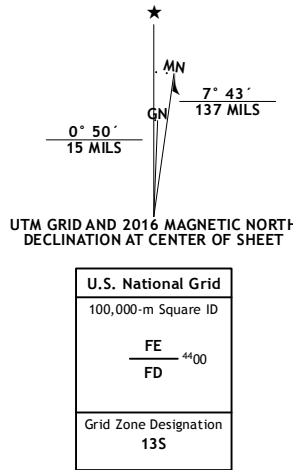 ★
MN
GN
7° 43´
137 MILS
0° 50´
15 MILS
UTM GRID AND 2016 MAGNETIC NORTH
DECLINATION AT CENTER OF SHEET
U.S. National Grid
100,000-m Square ID
FE
⁴⁴00
FD
Grid Zone Designation
13S